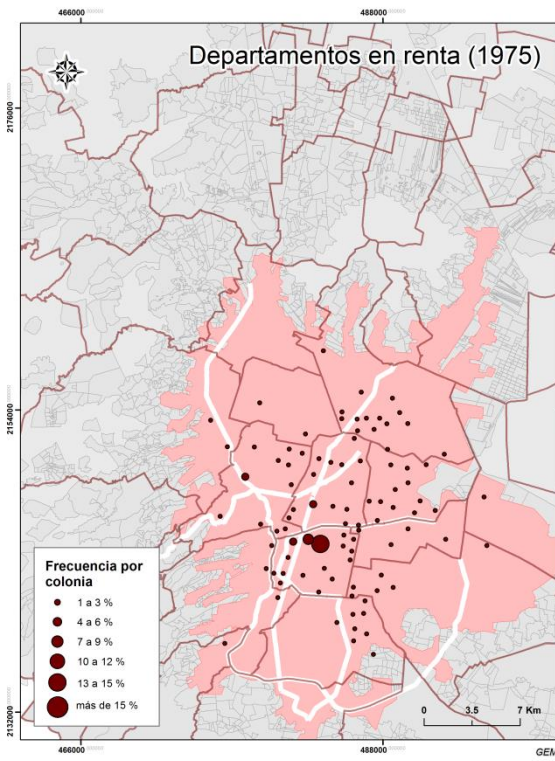 466000
488000
Departamentos en renta (1975)
2176000
2154000
2132000
Frecuencia por
colonia
1 a 3 %
4 a 6 %
7 a 9 %
10 a 12 %
13 a 15 %
más de 15 %
0 3.5 7 Km
466000
488000
GEM